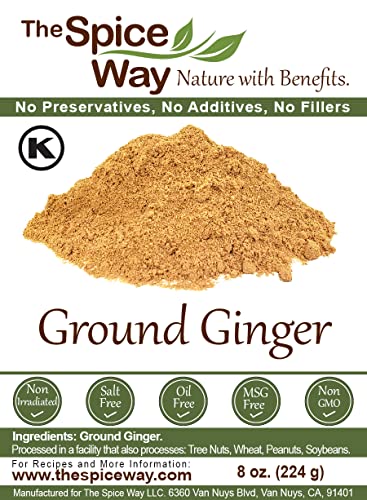 The Spice
Way Nature with Benefits.
No Preservatives, No Additives, No Fillers
K
Ground Ginger
Non Irradiated
Salt Free
Oil Free
MSG Free
Non GMO
Ingredients: Ground Ginger.
Processed in a facility that also processes: Tree Nuts, Wheat, Peanuts, Soybeans.
For Recipes and More Information:
www.thespiceway.com 8 oz. (224 g)
Manufactured for The Spice Way LLC. 6360 Van Nuys Blvd, Van Nuys, CA, 91401